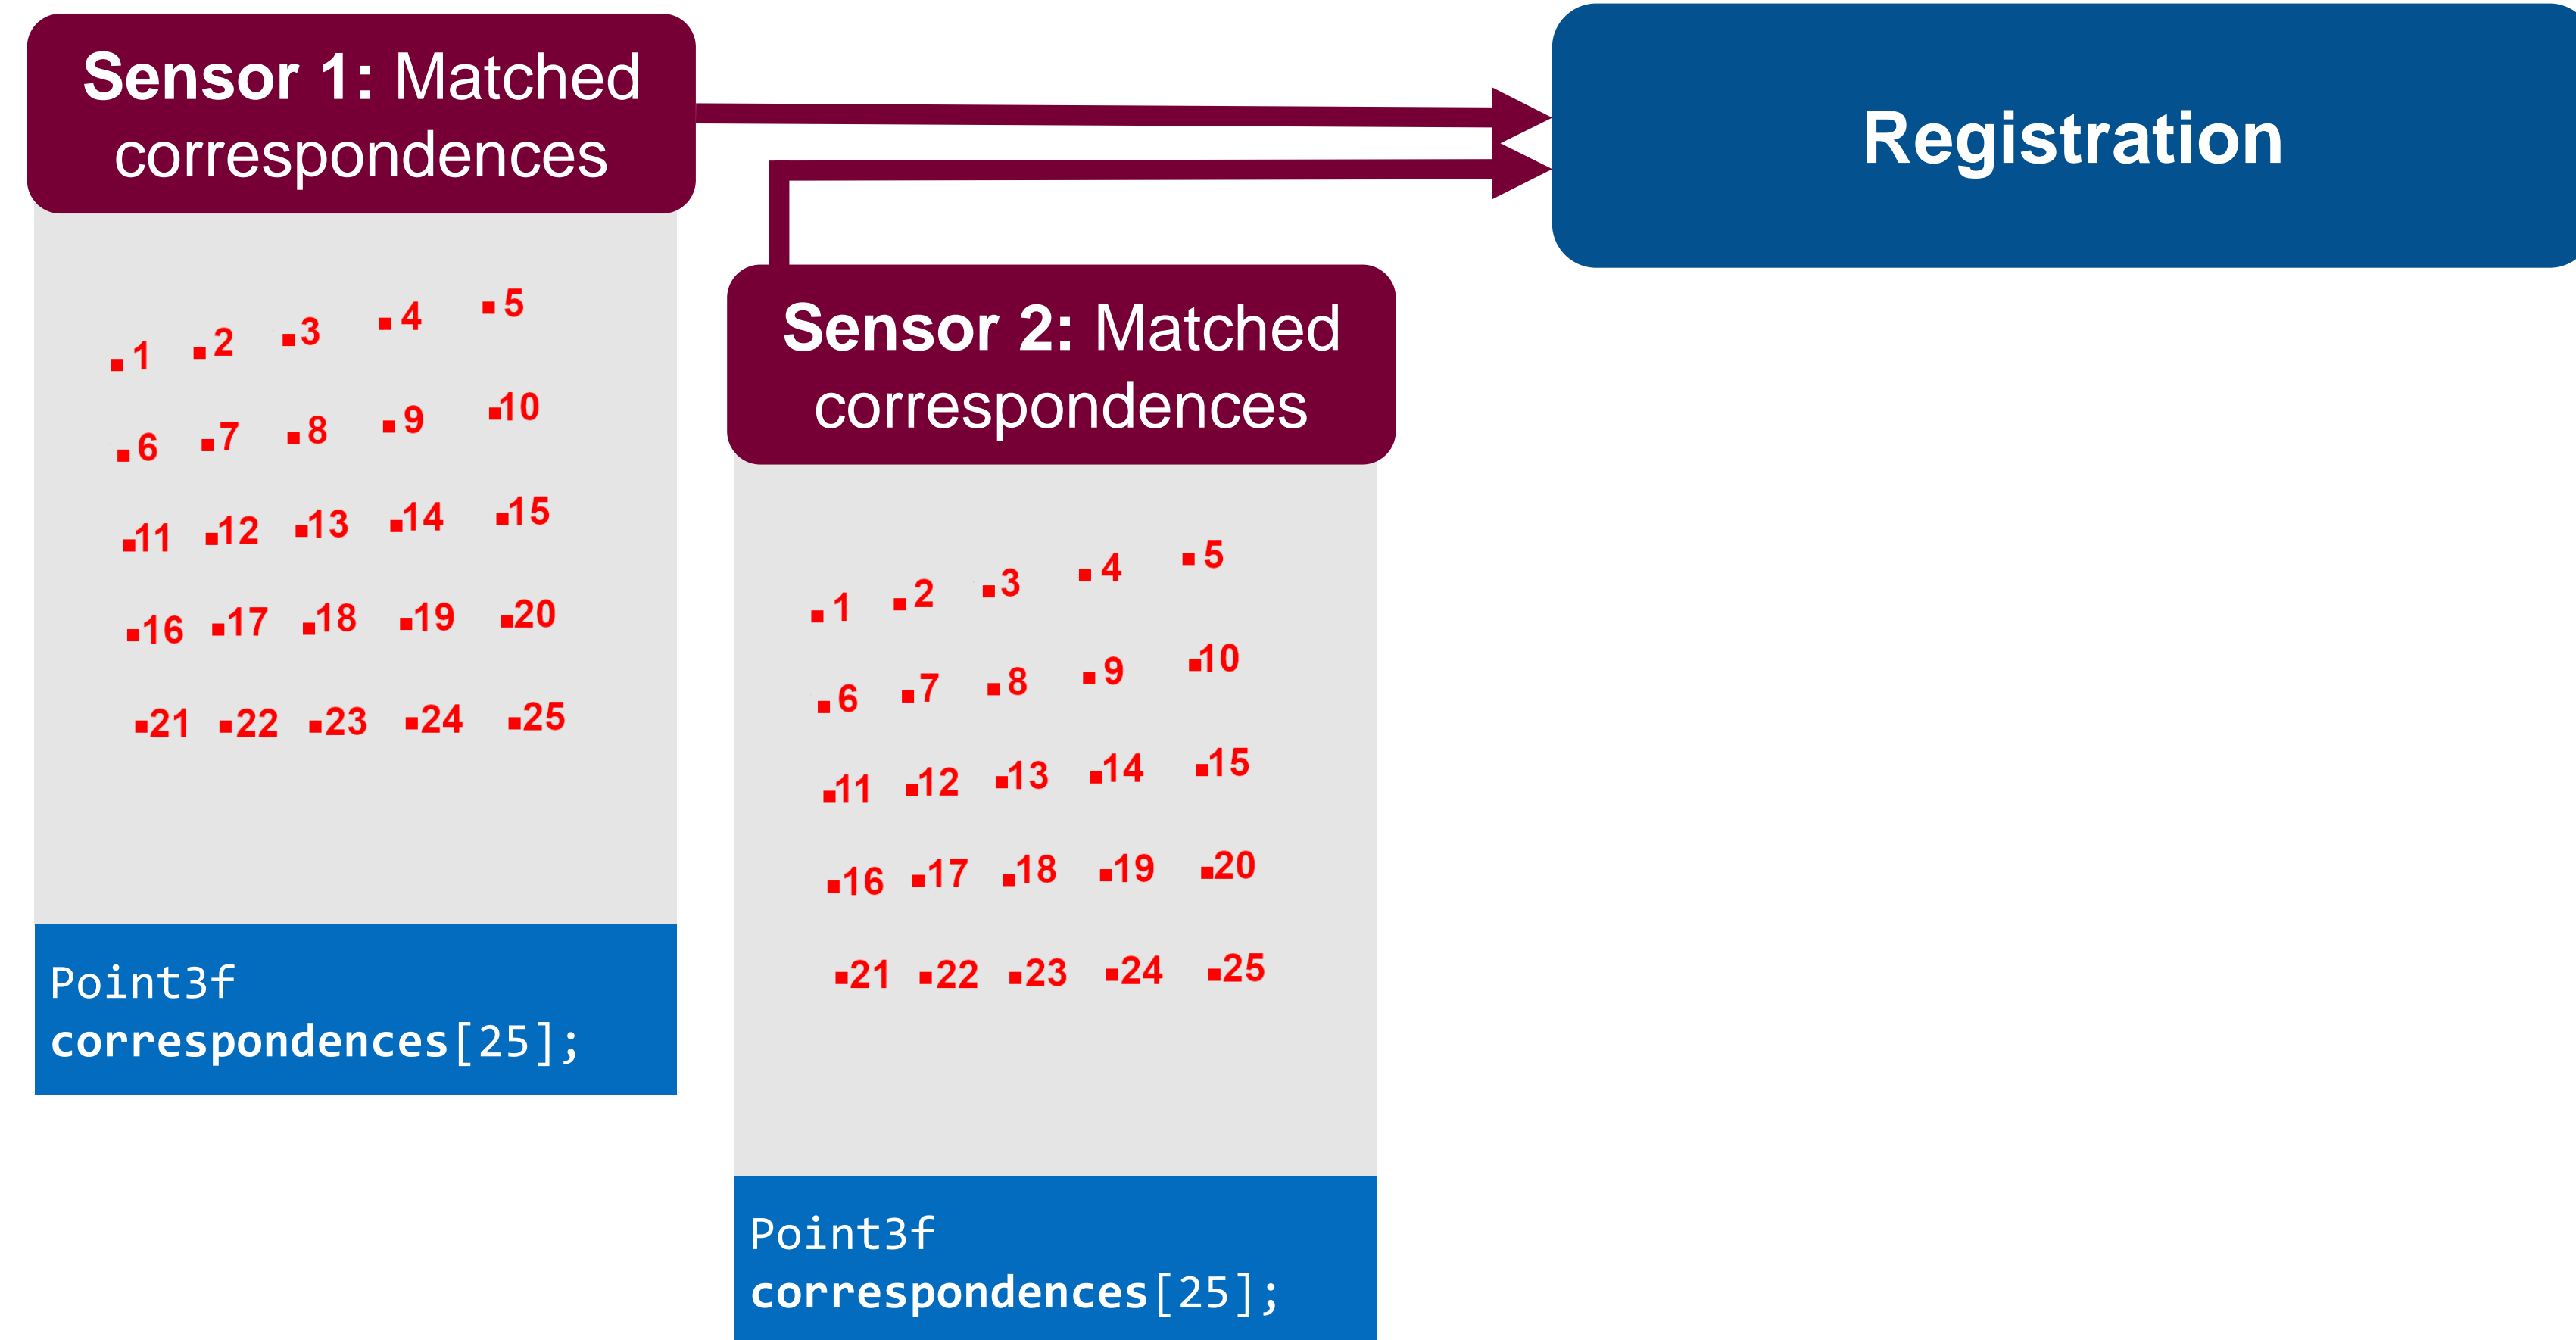 Sensor 1: Matched
correspondences
1 2 3 4 5
6 7 8 9 10
11 12 13 14 15
16 17 18 19 20
21 22 23 24 25
Point3f
correspondences[25];
Sensor 2: Matched
correspondences
1 2 3 4 5
6 7 8 9 10
11 12 13 14 15
16 17 18 19 20
21 22 23 24 25
Point3f
correspondences[25];
Registration